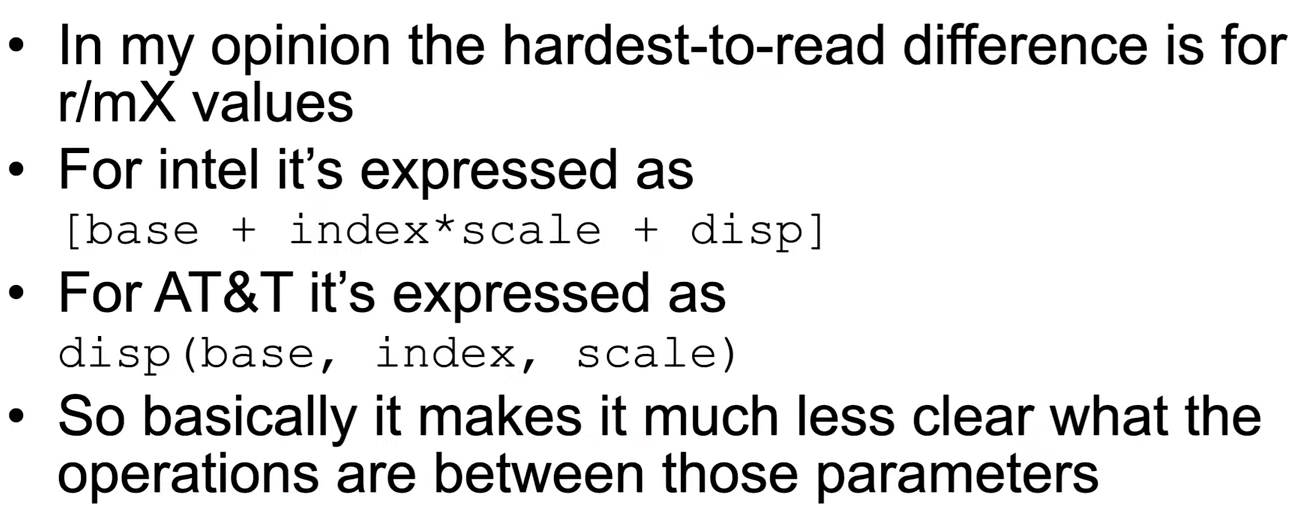 • In my opinion the hardest-to-read difference is for
r/mX values
• For intel it’s expressed as
[base + index*scale + disp]
• For AT&T it’s expressed as
disp(base, index, scale)
• So basically it makes it much less clear what the
operations are between those parameters